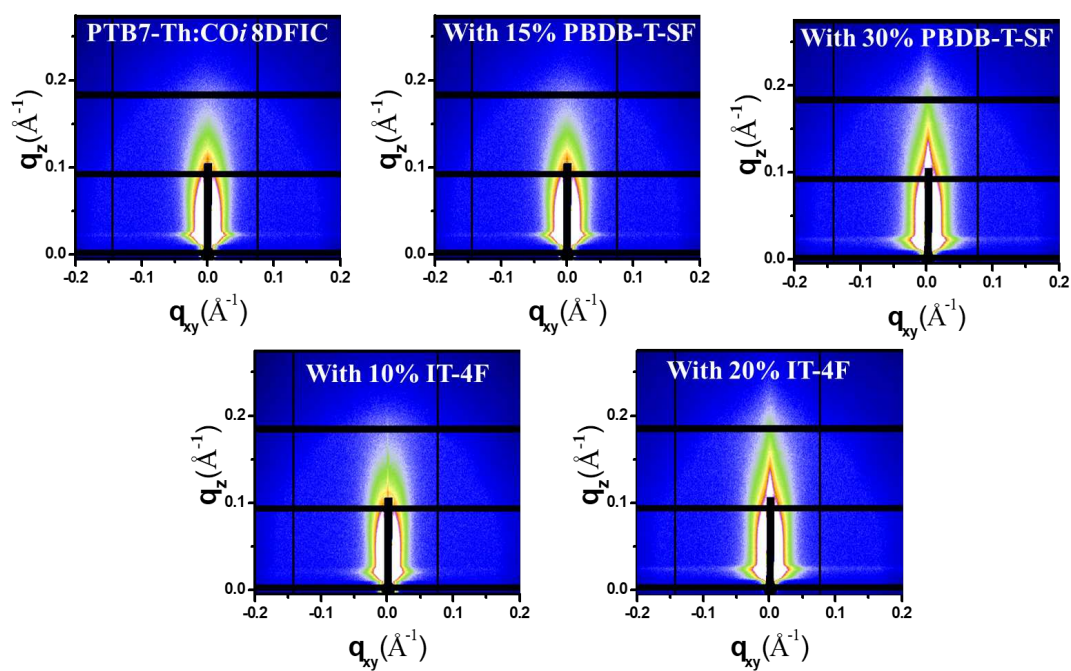 PTB7-Th:COi8DFIC
With 15% PBDB-T-SF
With 30% PBDB-T-SF
qz(Å-1)
0.2
0.1
0.0
-0.2 -0.1 0.0 0.1 0.2
qxy(Å-1)
qz(Å-1)
0.2
0.1
0.0
-0.2 -0.1 0.0 0.1 0.2
qxy(Å-1)
qz(Å-1)
0.2
0.1
0.0
-0.2 -0.1 0.0 0.1 0.2
qxy(Å-1)
With 10% IT-4F
With 20% IT-4F
qz(Å-1)
0.2
0.1
0.0
-0.2 -0.1 0.0 0.1 0.2
qxy(Å-1)
qz(Å-1)
0.2
0.1
0.0
-0.2 -0.1 0.0 0.1 0.2
qxy(Å-1)